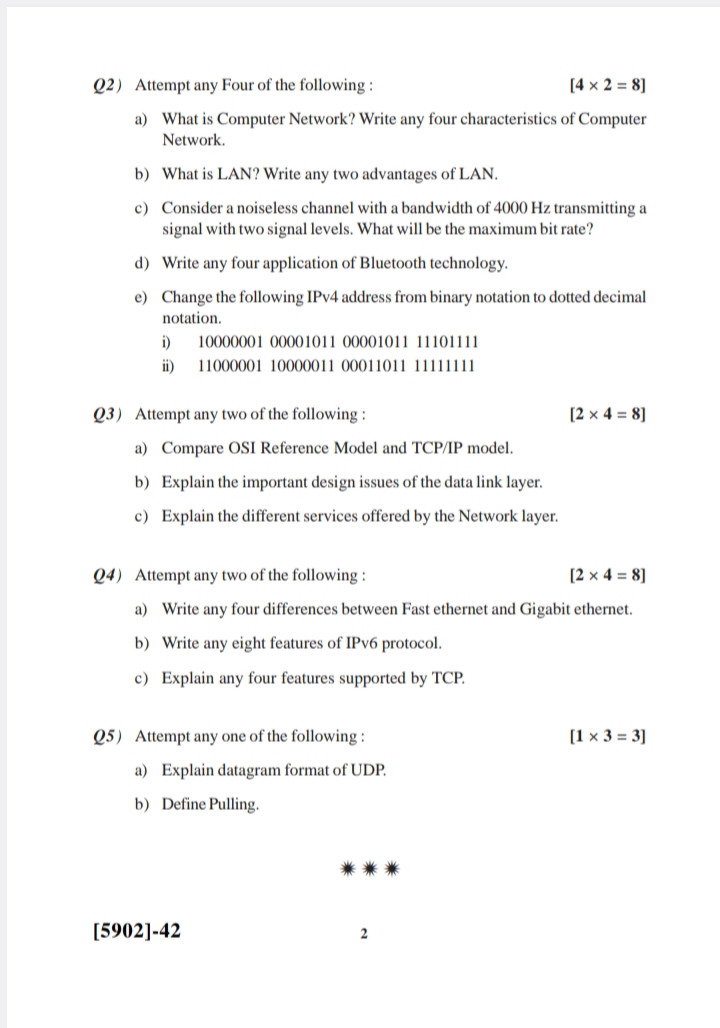 Q2) Attempt any Four of the following : [4 × 2 = 8]
a) What is Computer Network? Write any four characteristics of Computer
Network.
b) What is LAN? Write any two advantages of LAN.
c) Consider a noiseless channel with a bandwidth of 4000 Hz transmitting a
signal with two signal levels. What will be the maximum bit rate?
d) Write any four application of Bluetooth technology.
e) Change the following IPv4 address from binary notation to dotted decimal
notation.
i) 10000001 00001011 00001011 11101111
ii) 11000001 10000011 00011011 11111111
Q3) Attempt any two of the following : [2 × 4 = 8]
a) Compare OSI Reference Model and TCP/IP model.
b) Explain the important design issues of the data link layer.
c) Explain the different services offered by the Network layer.
Q4) Attempt any two of the following : [2 × 4 = 8]
a) Write any four differences between Fast ethernet and Gigabit ethernet.
b) Write any eight features of IPv6 protocol.
c) Explain any four features supported by TCP.
Q5) Attempt any one of the following : [1 × 3 = 3]
a) Explain datagram format of UDP.
b) Define Pulling.
[5902]-42 2